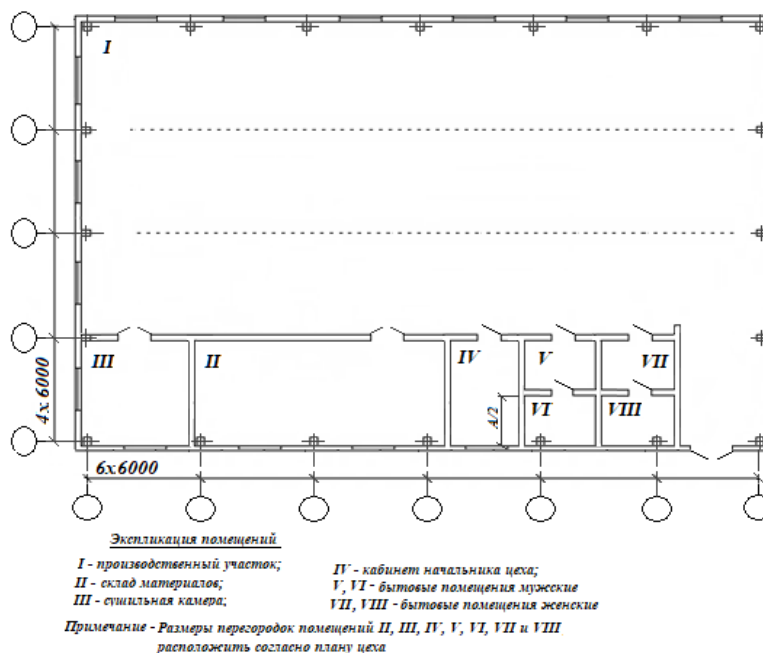 I
III
II
IV
V
VII
VI
VIII
A/2
4x 6000
6x6000
Экспликация помещений
I - производственный участок;
II - склад материалов;
III - сушильная камера;
IV - кабинет начальника цеха;
V, VI - бытовые помещения мужские
VII, VIII - бытовые помещения женские
Примечание - Размеры перегородок помещений II, III, IV, V, VI, VII и VIII
расположить согласно плану цеха